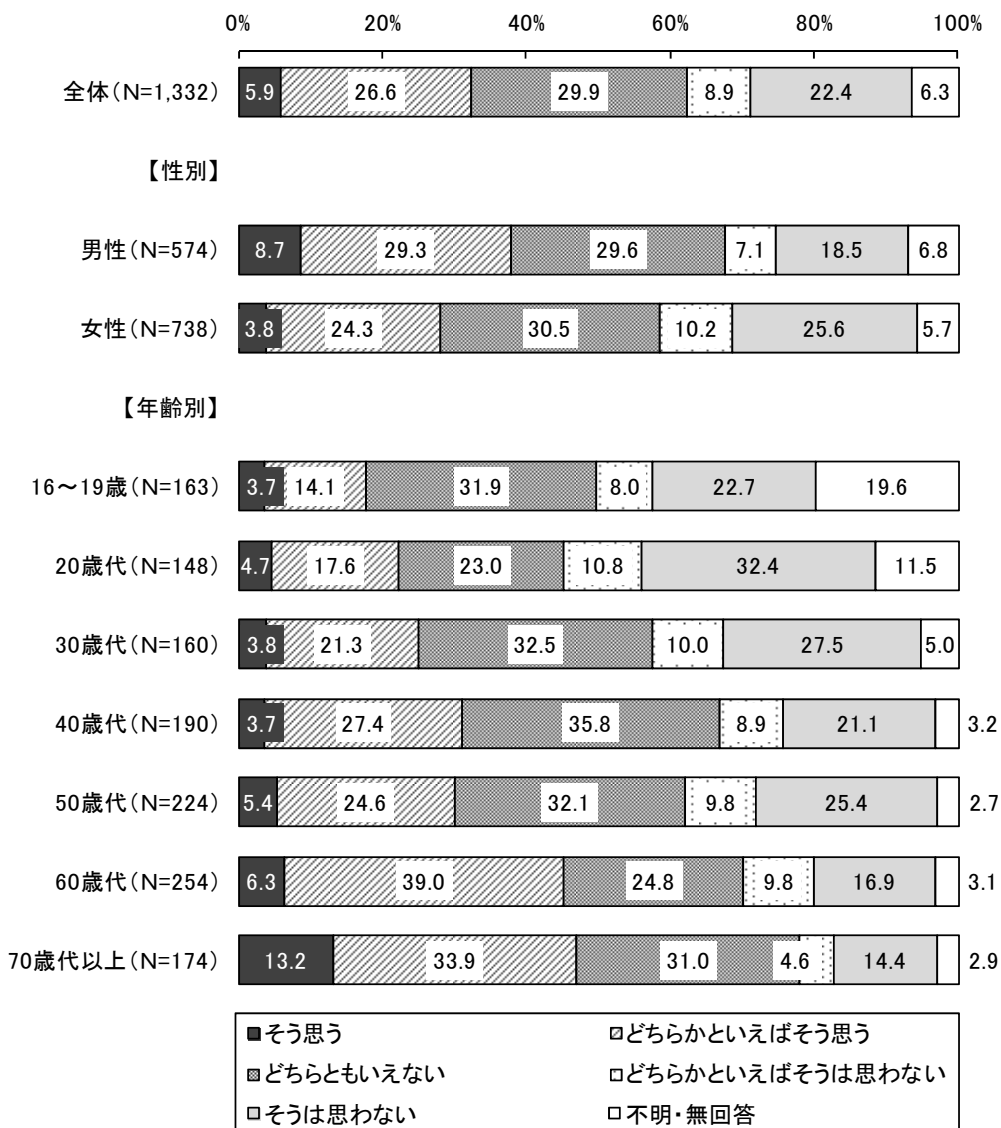 0% 20% 40% 60% 80% 100%
全体(N=1,332) 5.9 26.6 29.9 8.9 22.4 6.3
【性別】
男性(N=574) 8.7 29.3 29.6 7.1 18.5 6.8
女性(N=738) 3.8 24.3 30.5 10.2 25.6 5.7
【年齢別】
16～19歳(N=163) 3.7 14.1 31.9 8.0 22.7 19.6
20歳代(N=148) 4.7 17.6 23.0 10.8 32.4 11.5
30歳代(N=160) 3.8 21.3 32.5 10.0 27.5 5.0
40歳代(N=190) 3.7 27.4 35.8 8.9 21.1 3.2
50歳代(N=224) 5.4 24.6 32.1 9.8 25.4 2.7
60歳代(N=254) 6.3 39.0 24.8 9.8 16.9 3.1
70歳代以上(N=174) 13.2 33.9 31.0 4.6 14.4 2.9
そう思う どちらかといえばそう思う
どちらともいえない どちらかといえばそうは思わない
そうは思わない 不明・無回答